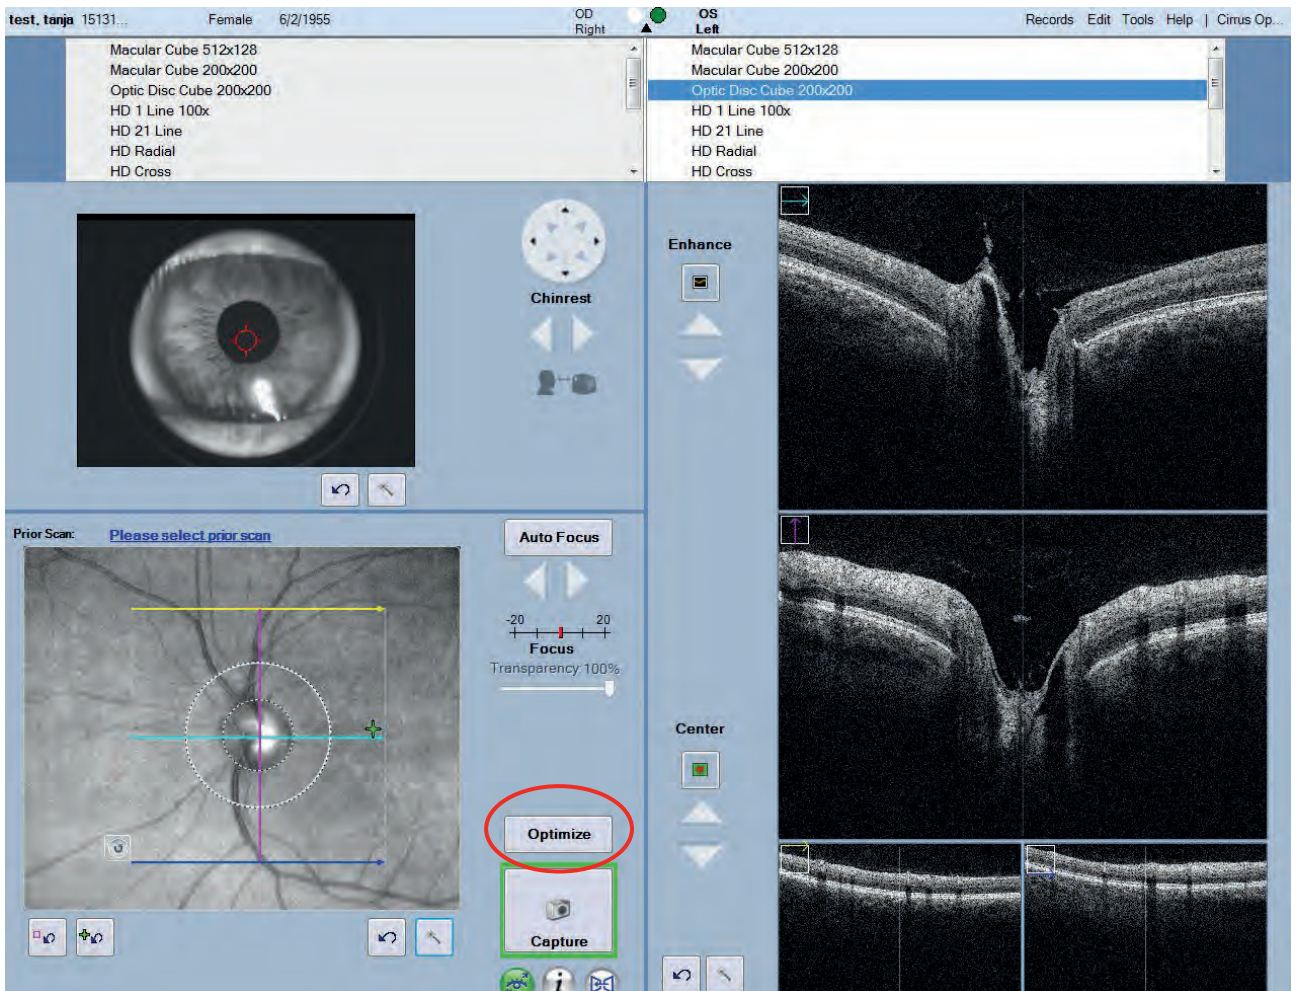 test, tanja 15131... Female 6/2/1955 OD Right OS Left Records Edit Tools Help | Cirrus Op...
Macular Cube 512x128
Macular Cube 200x200
Optic Disc Cube 200x200
HD 1 Line 100x
HD 21 Line
HD Radial
HD Cross
Macular Cube 512x128
Macular Cube 200x200
Optic Disc Cube 200x200
HD 1 Line 100x
HD 21 Line
HD Radial
HD Cross
Chinrest
Enhance
Prior Scan: Please select prior scan
Auto Focus
-20 20
Focus
Transparency 100%
Optimize
Capture
i
Center